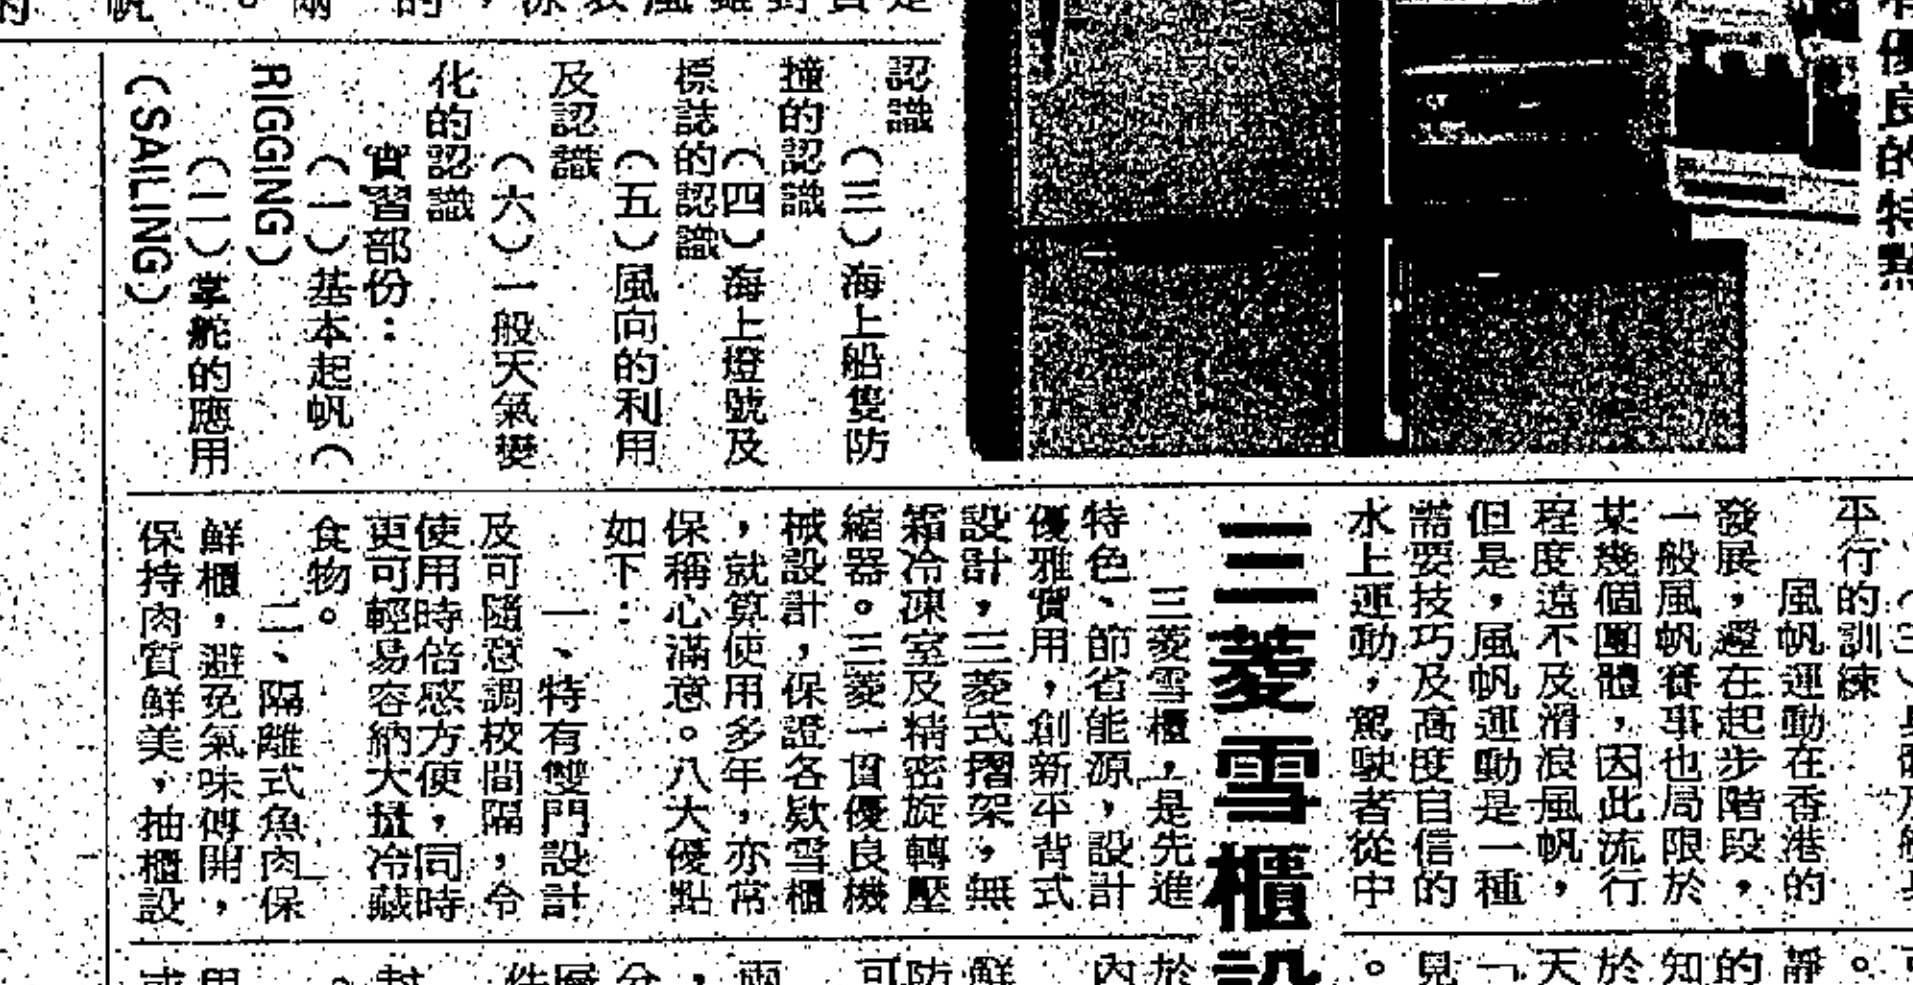 認識
(三)海上船隻防
撞的認識
(四)海上燈號及
標誌的認識
(五)風向的利用
及認識
(六)一般天氣變
化的認識
實習部份：
(一)基本起帆(
RIGGING)
(二)掌舵的應用
(SAILING)
優良的特點
平行的訓練
風帆運動在香港的
發展，還在起步階段，
一般風帆賽事也局限於
某幾個團體，因此流行
程度遠不及滑浪風帆，
但是，風帆運動是一種
需要技巧及高度自信的
水上運動，駕駛者從中
三菱雪櫃設
三菱雪櫃，是先進
特色、節省能源，設計
優雅實用，創新平背式
設計，三菱式摺架，無
霜冷凍室及精密旋轉壓
縮器。三菱一貫優良機
械設計，保證各款雪櫃
，就算使用多年，亦常
保稱心滿意。八大優點
如下：
一、特有雙門設計
及可隨意調校間隔，令
使用時倍感方便，同時
更可輕易容納大量冷藏
食物。
二、隔離式魚肉保
鮮櫃，避免氣味傳開，
保持肉質鮮美，抽櫃設